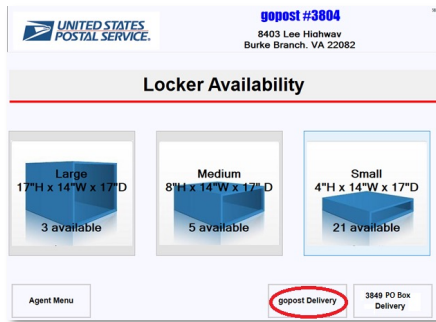 UNITED STATES
POSTAL SERVICE®
gopost #3804
8403 Lee Highway
Burke Branch. VA 22082
Locker Availability
Large
17"H x 14"W x 17"D
3 available
Medium
8"H x 14"W x 17"D
5 available
Small
4"H x 14"W x 17"D
21 available
Agent Menu
gopost Delivery
3849 PO Box
Delivery